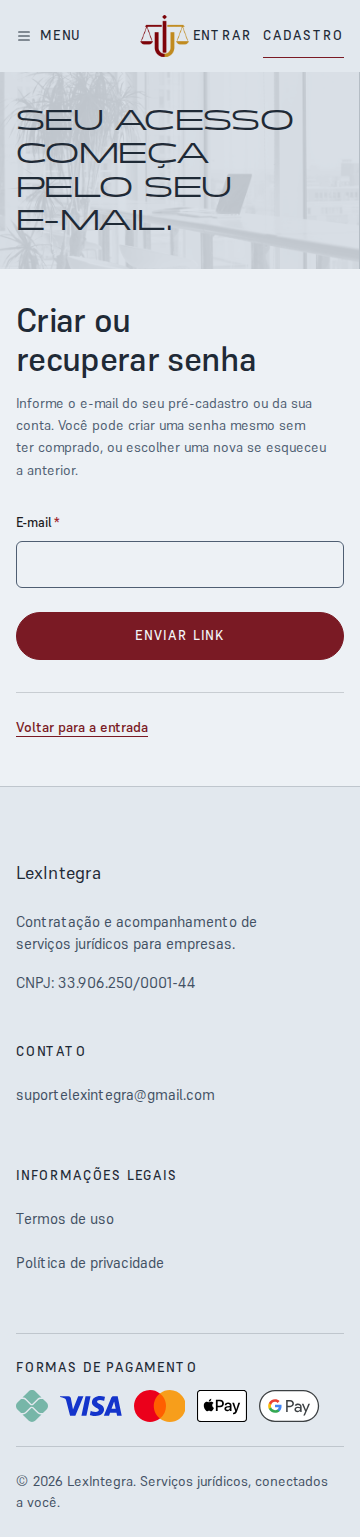 MENU
ENTRAR
CADASTRO
SEU ACESSO
COMEÇA
PELO SEU
E-MAIL.
Criar ou
recuperar senha
Informe o e-mail do seu pré-cadastro ou da sua
conta. Você pode criar uma senha mesmo sem
ter comprado, ou escolher uma nova se esqueceu
a anterior.
E-mail *
ENVIAR LINK
Voltar para a entrada
LexIntegra
Contratação e acompanhamento de
serviços jurídicos para empresas.
CNPJ: 33.906.250/0001-44
CONTATO
suportelexintegra@gmail.com
INFORMAÇÕES LEGAIS
Termos de uso
Política de privacidade
FORMAS DE PAGAMENTO
VISA
Pay
G Pay
© 2026 LexIntegra. Serviços jurídicos, conectados
a você.